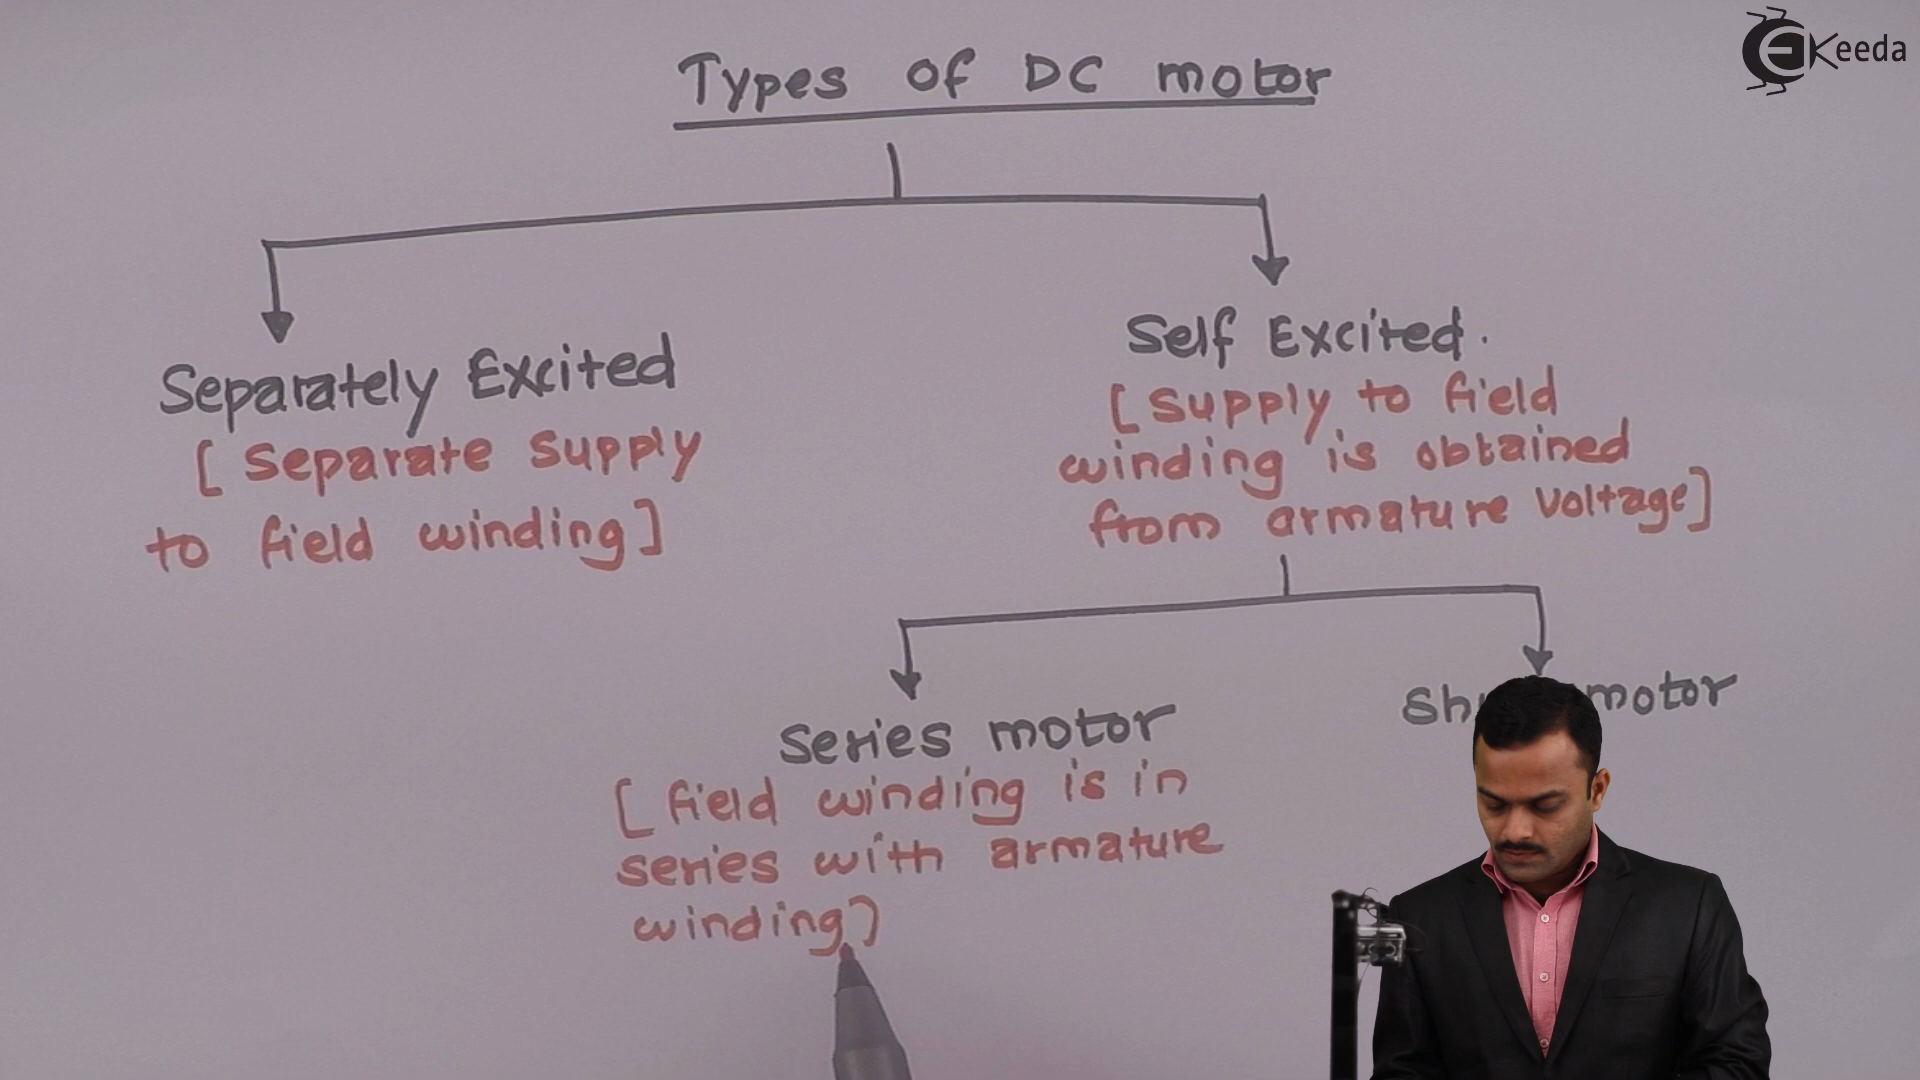 EKeeda
Types of DC motor
Separately Excited
[ Separate supply
to field winding]
Self Excited.
[ Supply to field
winding is obtained
from armature voltage]
Series motor
[ field winding is in
series with armature
winding]
motor